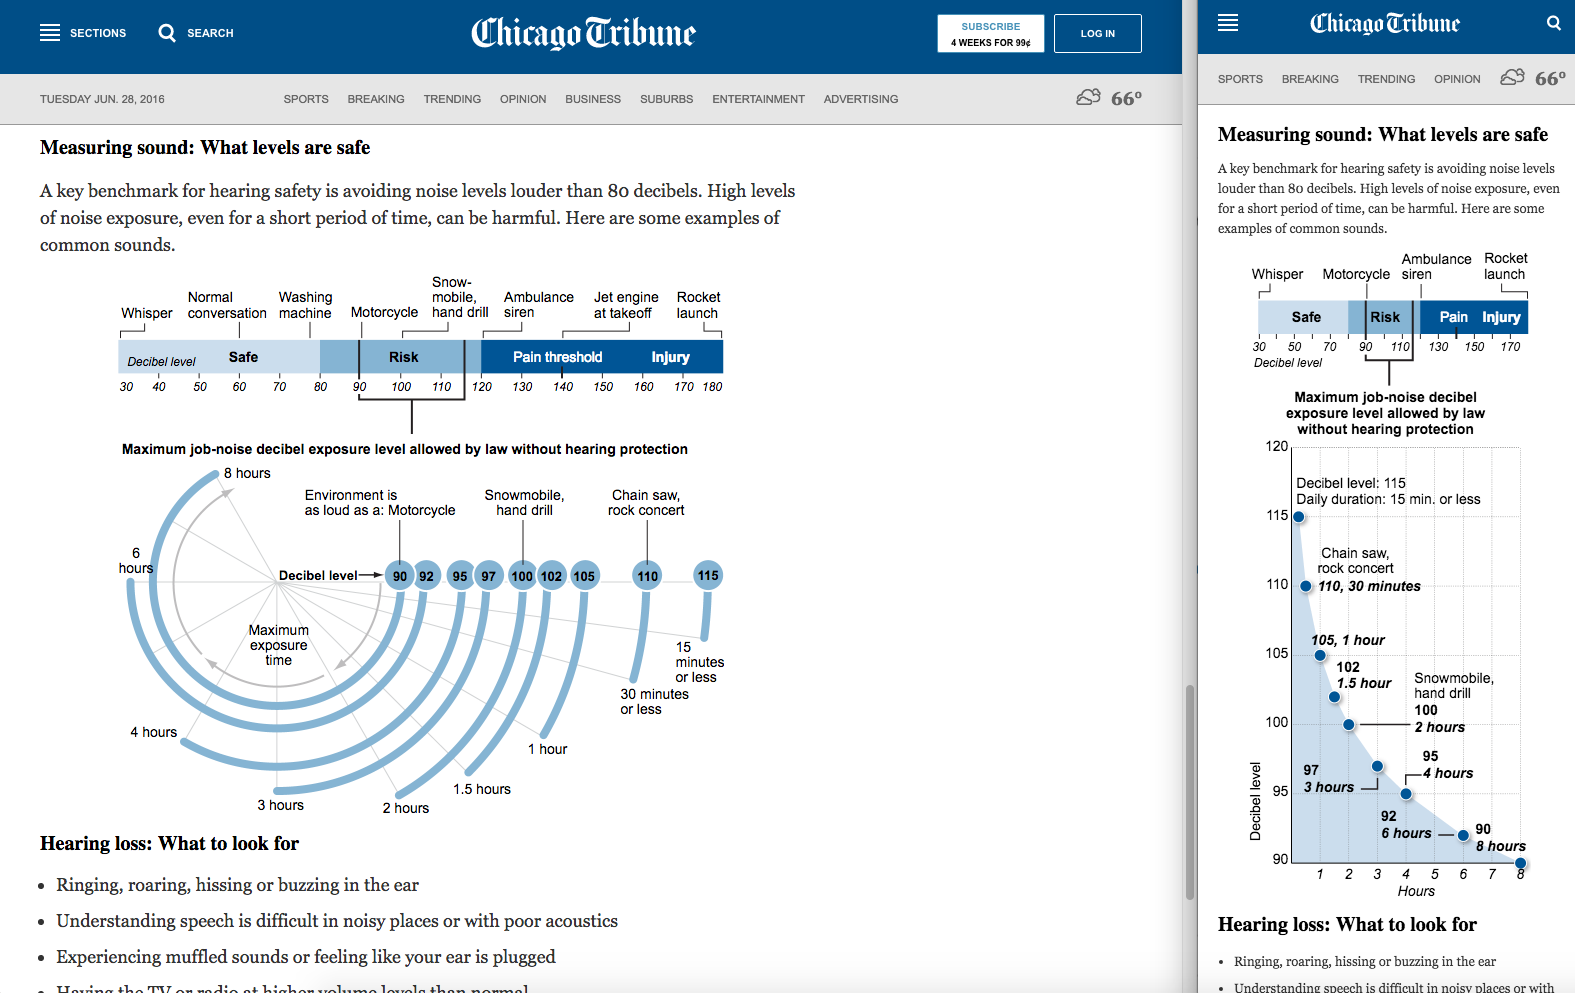 SECTIONS
SEARCH
Chicago Tribune
SUBSCRIBE
4 WEEKS FOR 99¢
LOG IN
TUESDAY JUN. 28, 2016
SPORTS BREAKING TRENDING OPINION BUSINESS SUBURBS ENTERTAINMENT ADVERTISING
66°
Measuring sound: What levels are safe
A key benchmark for hearing safety is avoiding noise levels louder than 80 decibels. High levels
of noise exposure, even for a short period of time, can be harmful. Here are some examples of
common sounds.
Whisper
Normal
conversation
Washing
machine
Motorcycle
Snow-
mobile,
hand drill
Ambulance
siren
Jet engine
at takeoff
Rocket
launch
Decibel level
Safe
Risk
Pain threshold
Injury
30 40 50 60 70 80 90 100 110 120 130 140 150 160 170 180
Maximum job-noise decibel exposure level allowed by law without hearing protection
8 hours
Environment is
as loud as a: Motorcycle
Snowmobile,
hand drill
Chain saw,
rock concert
6
hours
Decibel level
90 92 95 97 100 102 105 110 115
Maximum
exposure
time
15
minutes
or less
30 minutes
or less
4 hours
1 hour
1.5 hours
3 hours
2 hours
Hearing loss: What to look for
• Ringing, roaring, hissing or buzzing in the ear
• Understanding speech is difficult in noisy places or with poor acoustics
• Experiencing muffled sounds or feeling like your ear is plugged
• Having the TV or radio at higher volume levels than normal
Chicago Tribune
SPORTS BREAKING TRENDING OPINION
66°
Measuring sound: What levels are safe
A key benchmark for hearing safety is avoiding noise levels
louder than 80 decibels. High levels of noise exposure, even
for a short period of time, can be harmful. Here are some
examples of common sounds.
Whisper
Motorcycle
Ambulance
siren
Rocket
launch
Safe
Risk
Pain
Injury
30 50 70 90 110 130 150 170
Decibel level
Maximum job-noise decibel
exposure level allowed by law
without hearing protection
120
Decibel level: 115
Daily duration: 15 min. or less
115
Chain saw,
rock concert
110
110, 30 minutes
105, 1 hour
105
102
1.5 hour
Snowmobile,
hand drill
100
2 hours
100
95
4 hours
97
3 hours
95
92
6 hours
90
8 hours
90
Decibel level
1 2 3 4 5 6 7 8
Hours
Hearing loss: What to look for
• Ringing, roaring, hissing or buzzing in the ear
• Understanding speech is difficult in noisy places or with